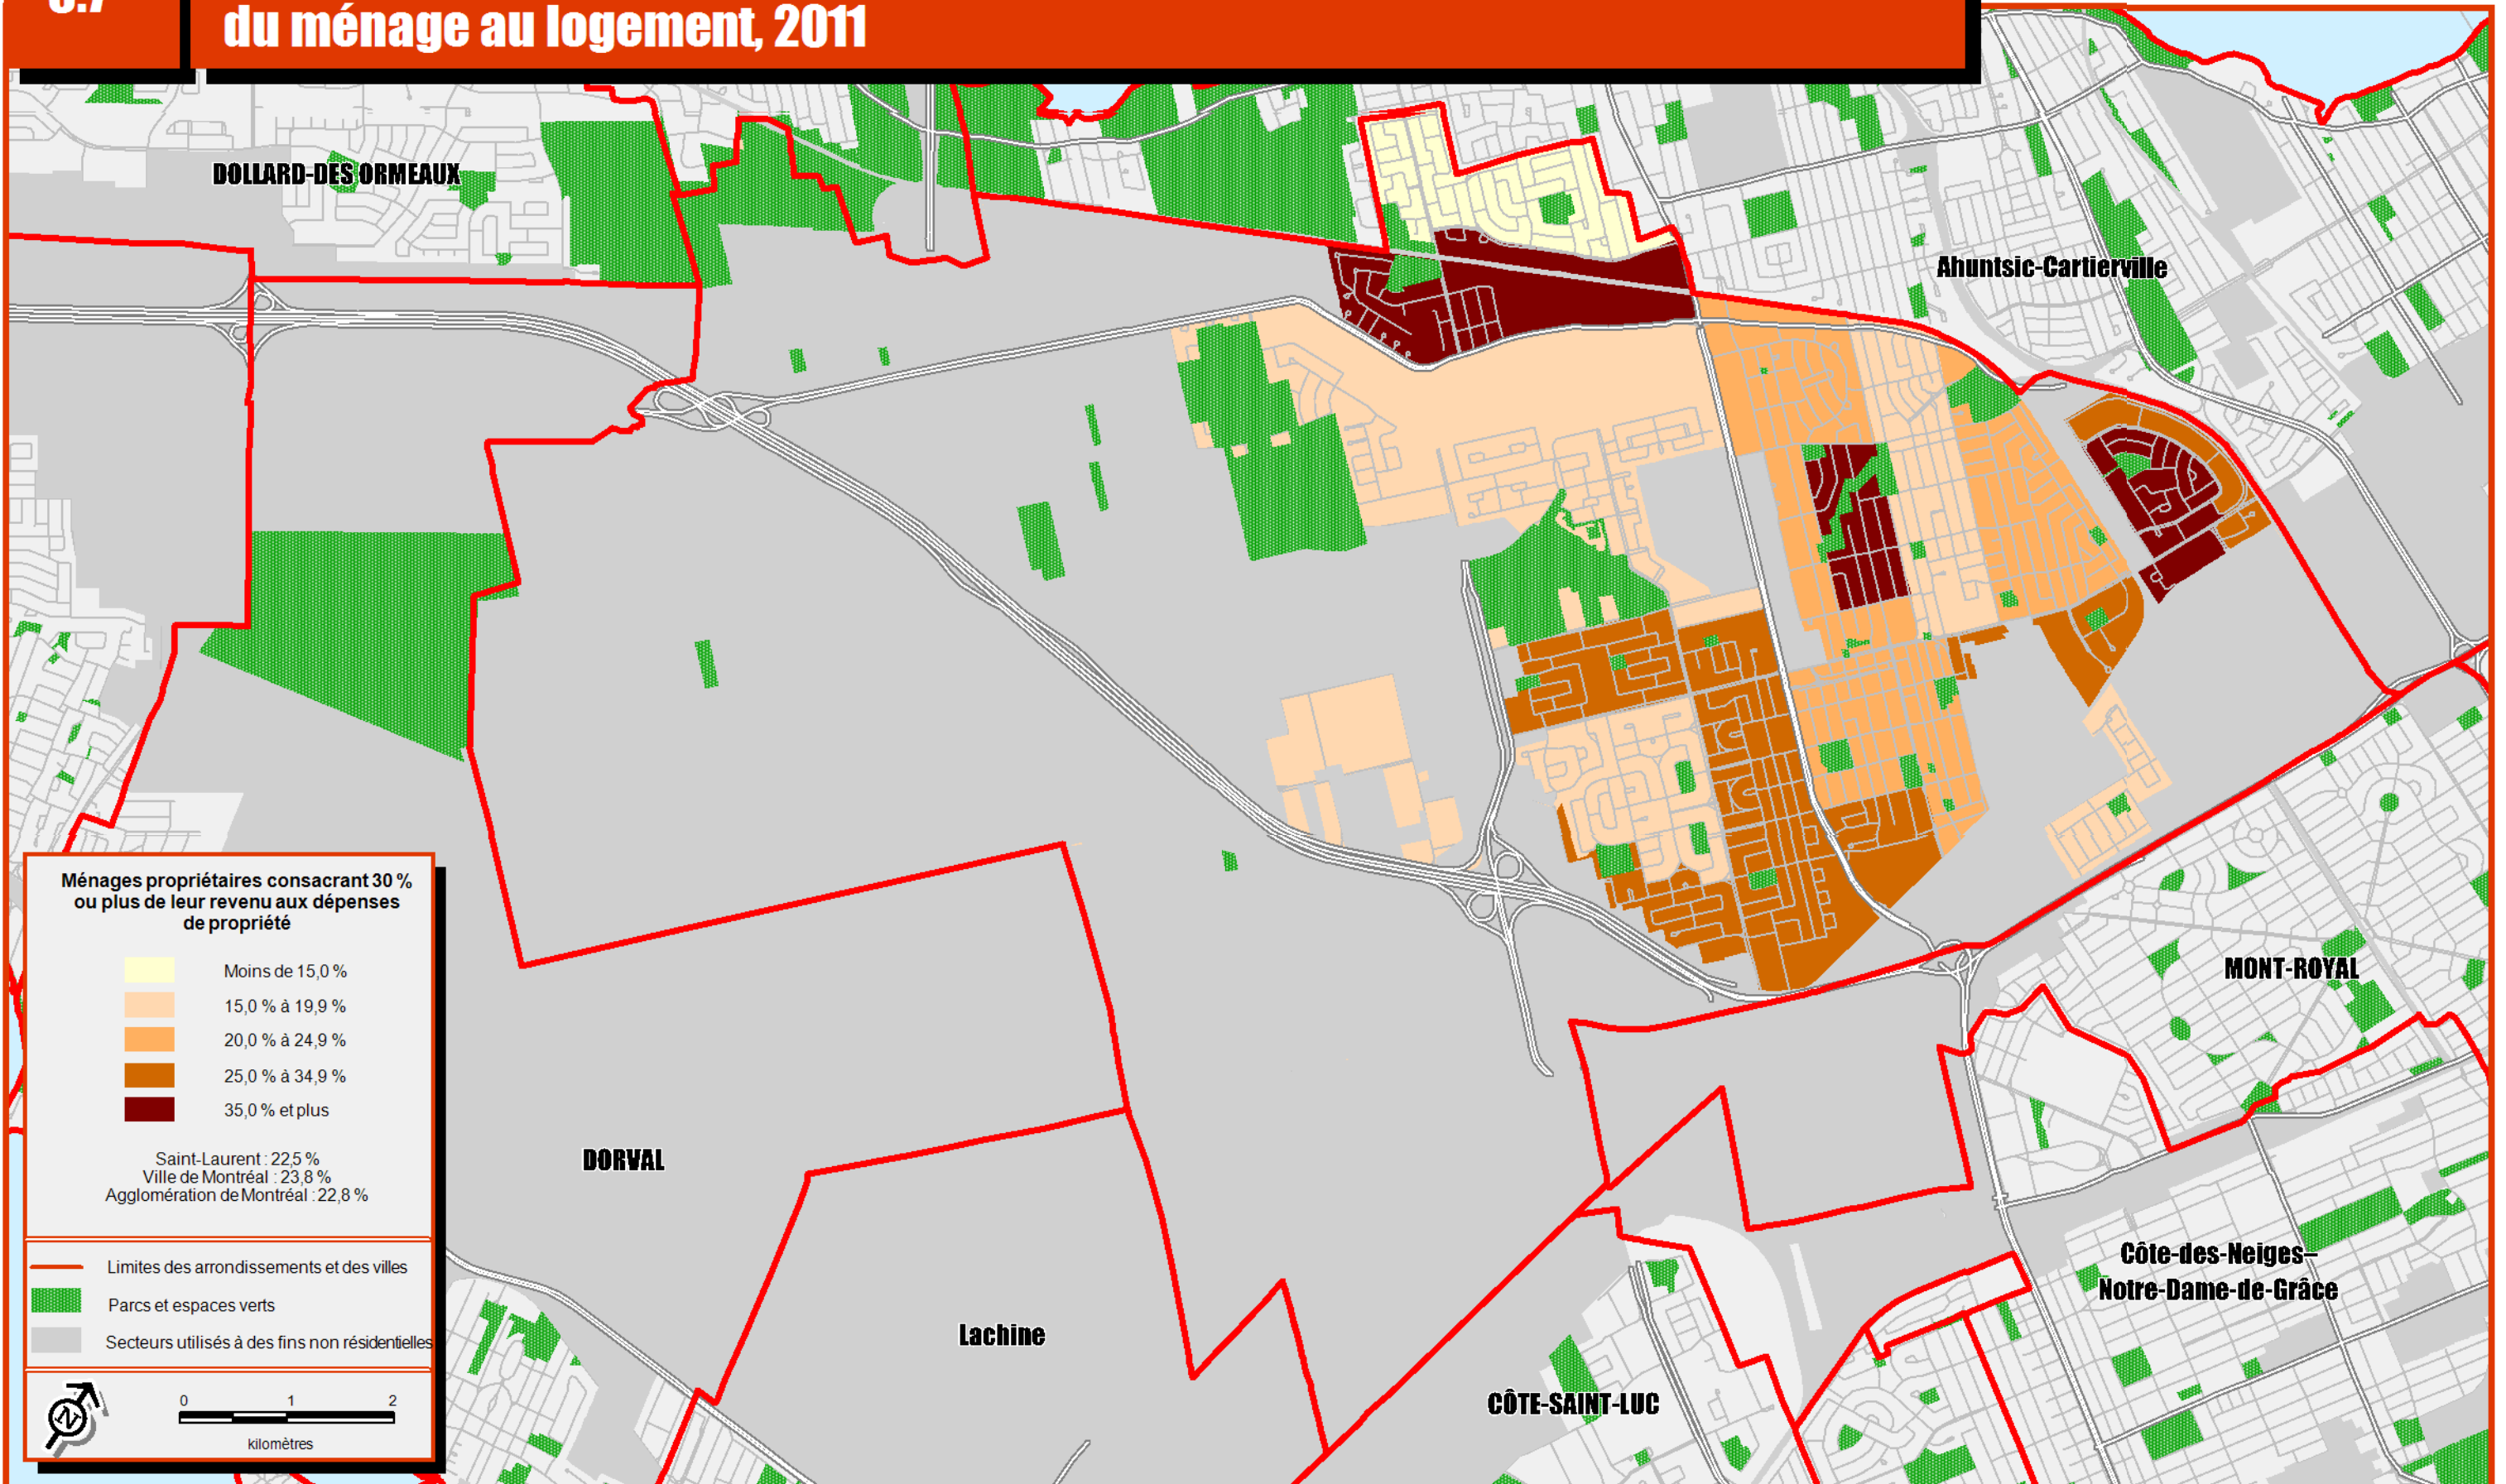 du ménage au logement, 2011
DOLLARD-DES ORMEAUX
Ahuntsic-Cartierville
MONT-ROYAL
DORVAL
Lachine
CÔTE-SAINT-LUC
Côte-des-Neiges–
Notre-Dame-de-Grâce
Ménages propriétaires consacrant 30 %
ou plus de leur revenu aux dépenses
de propriété
Moins de 15,0 %
15,0 % à 19,9 %
20,0 % à 24,9 %
25,0 % à 34,9 %
35,0 % et plus
Saint-Laurent : 22,5 %
Ville de Montréal : 23,8 %
Agglomération de Montréal : 22,8 %
Limites des arrondissements et des villes
Parcs et espaces verts
Secteurs utilisés à des fins non résidentielles
N
0 1 2
kilomètres